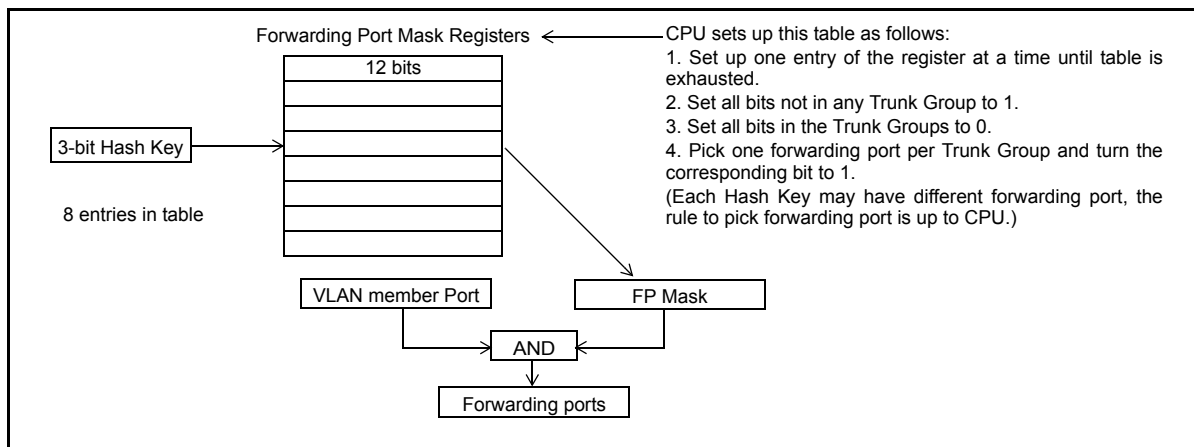 Forwarding Port Mask Registers
12 bits
3-bit Hash Key
8 entries in table
CPU sets up this table as follows:
1. Set up one entry of the register at a time until table is
exhausted.
2. Set all bits not in any Trunk Group to 1.
3. Set all bits in the Trunk Groups to 0.
4. Pick one forwarding port per Trunk Group and turn the
corresponding bit to 1.
(Each Hash Key may have different forwarding port, the
rule to pick forwarding port is up to CPU.)
VLAN member Port
FP Mask
AND
Forwarding ports